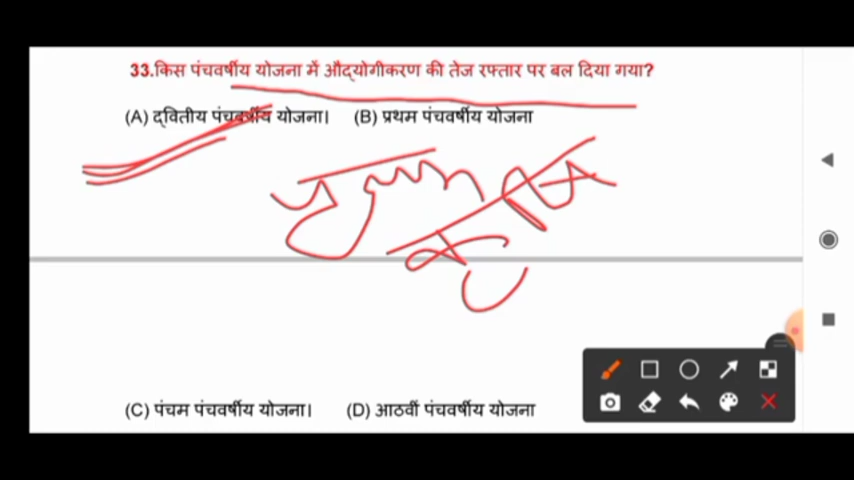 33.किस पंचवर्षीय योजना में औद्योगीकरण की तेज रफ्तार पर बल दिया गया?
(A) द्वितीय पंचवर्षीय योजना। (B) प्रथम पंचवर्षीय योजना
(C) पंचम पंचवर्षीय योजना। (D) आठवीं पंचवर्षीय योजना